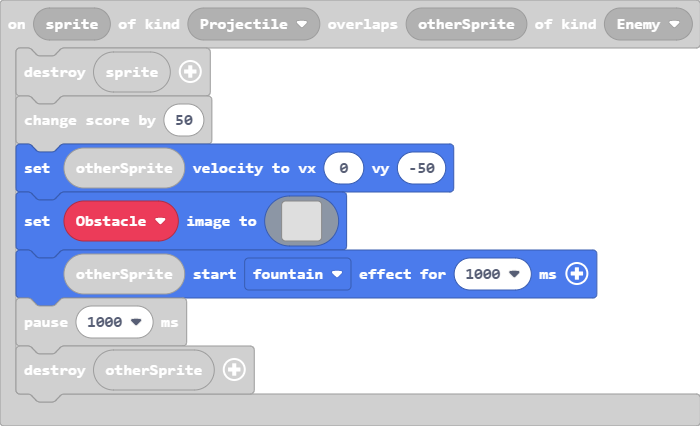 on sprite of kind Projectile overlaps otherSprite of kind Enemy
destroy sprite
change score by 50
set otherSprite velocity to vx 0 vy -50
set Obstacle image to
otherSprite start fountain effect for 1000 ms
pause 1000 ms
destroy otherSprite